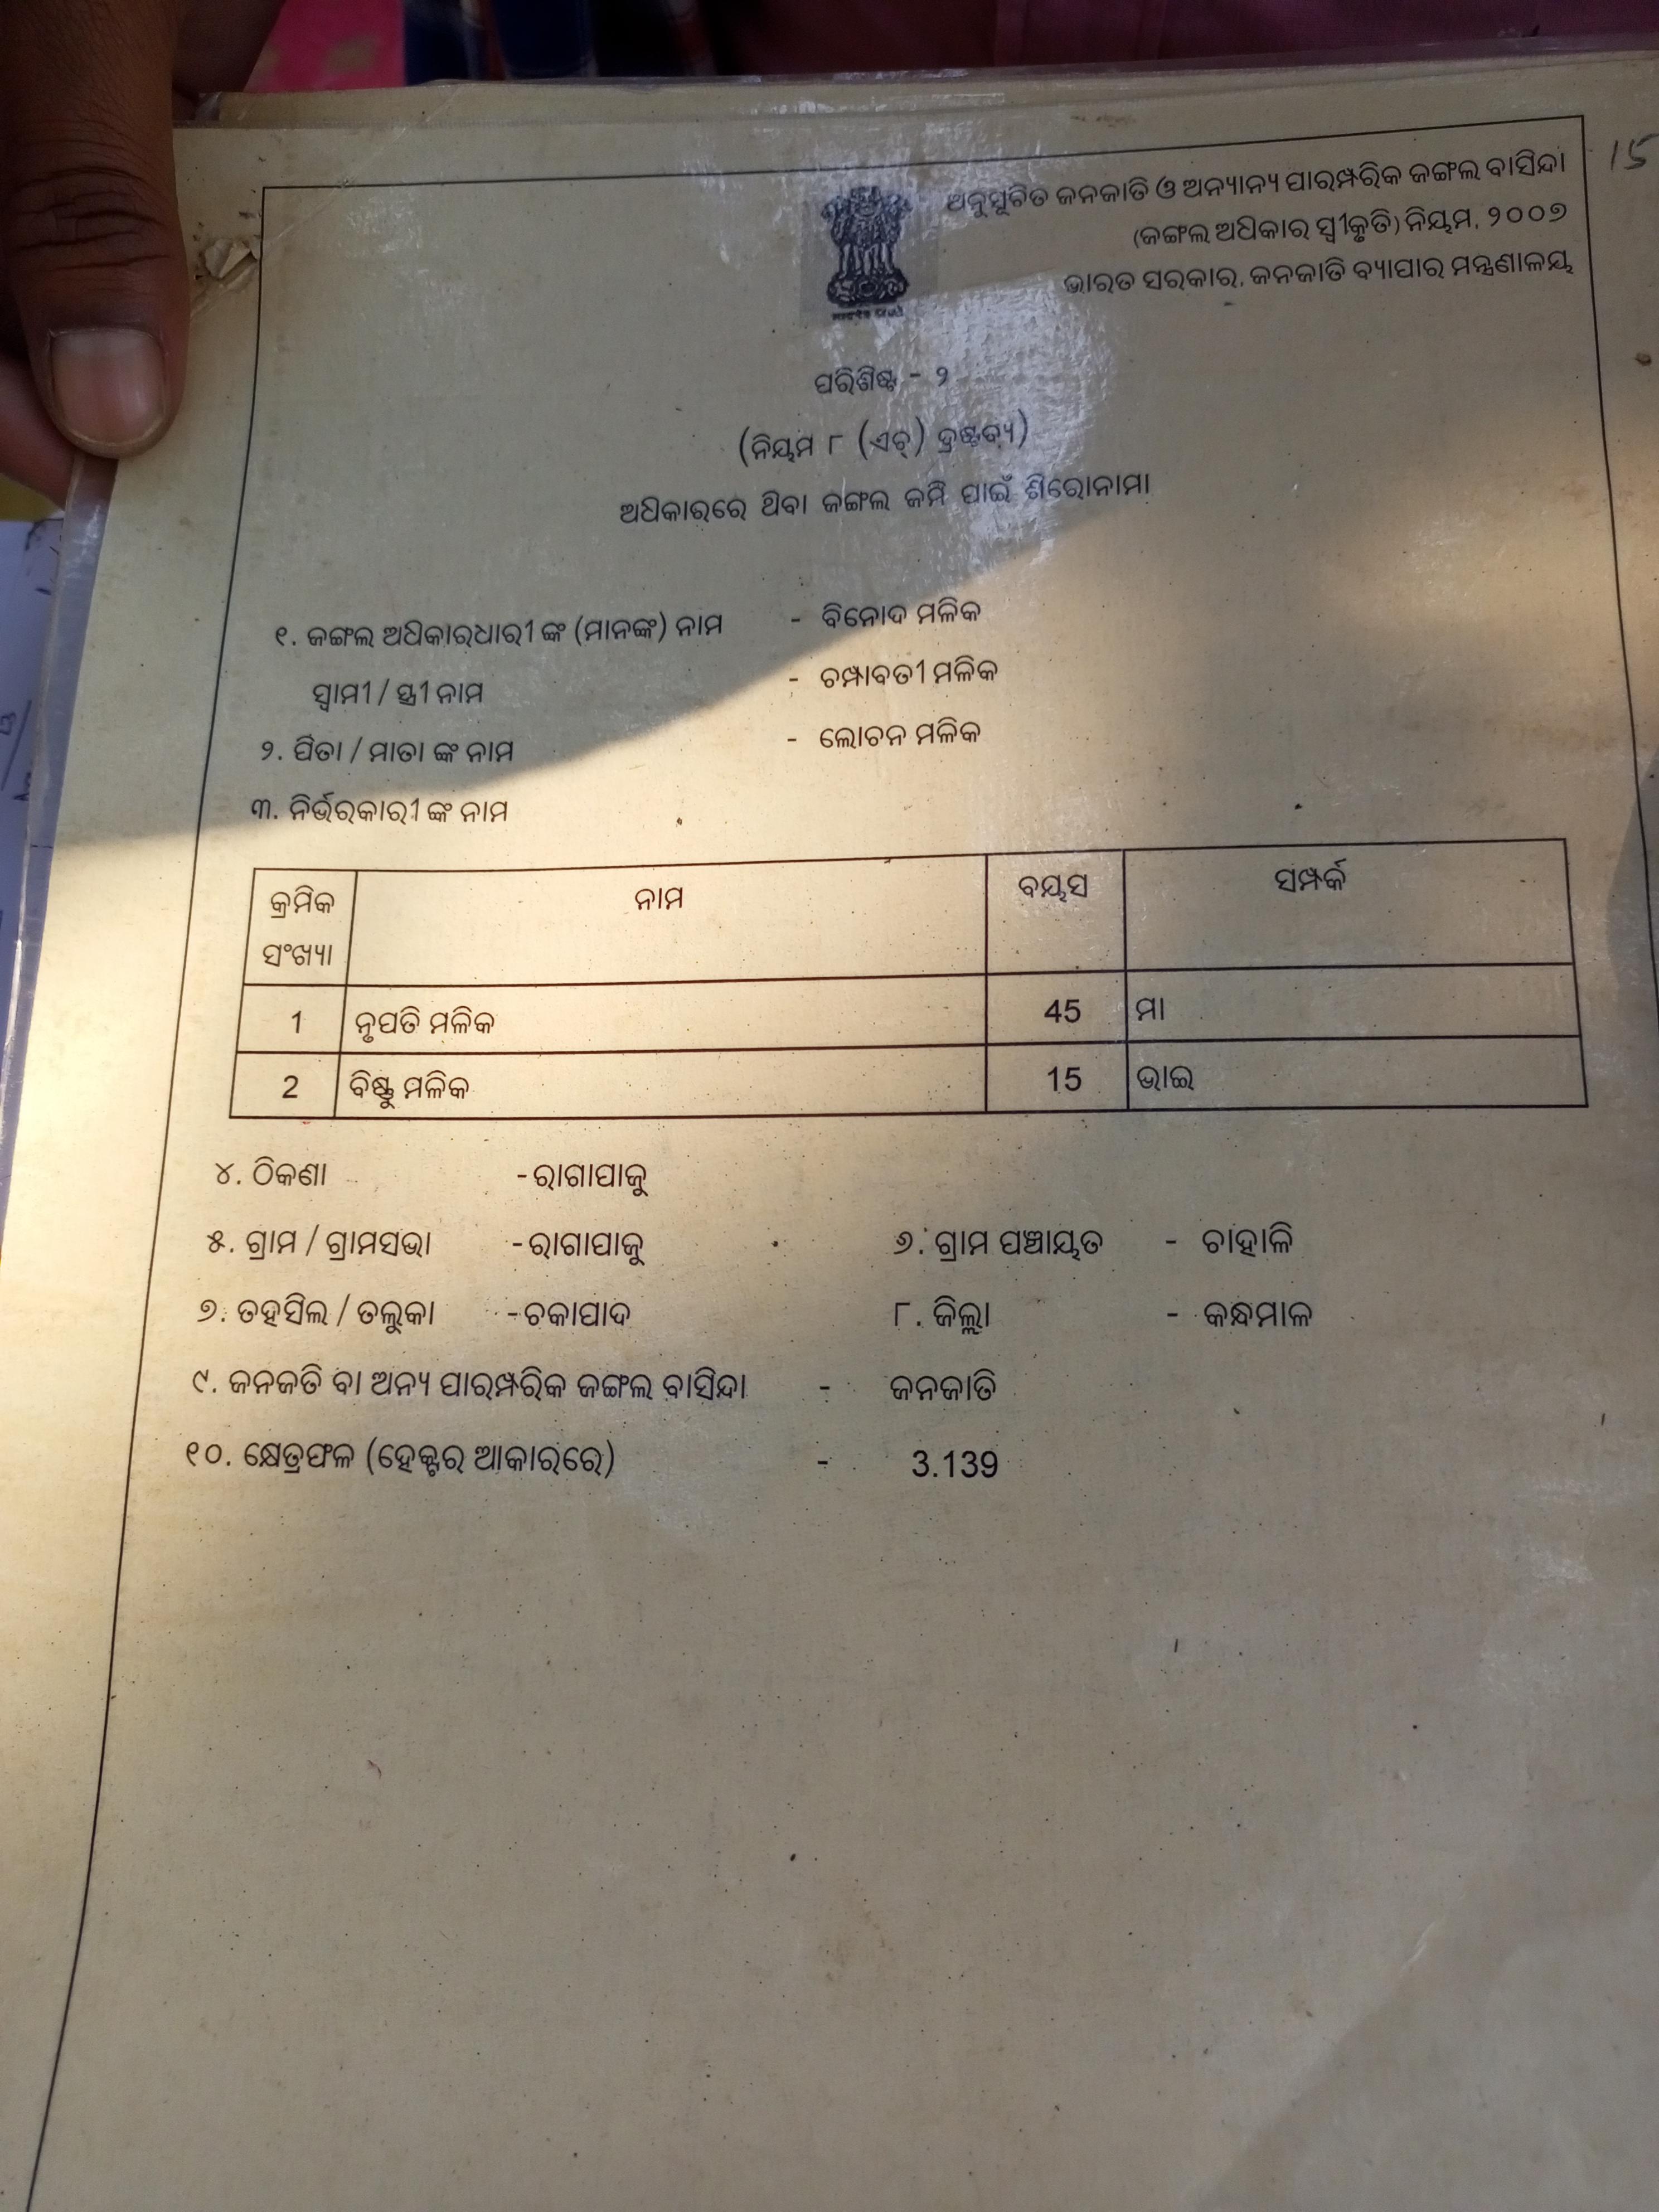 ଅନୁସୂଚିତ ଜନଜାତି ଓ ଅନ୍ୟାନ୍ୟ ପାରମ୍ପରିକ ଜଙ୍ଗଲ ବାସିନ୍ଦା
(ଜଙ୍ଗଲ ଅଧିକାର ସ୍ୱୀକୃତି) ନିୟମ, ୨୦୦୭
ଭାରତ ସରକାର, ଜନଜାତି ବ୍ୟାପାର ମନ୍ତ୍ରଣାଳୟ
ପରିଶିଷ୍ଟ - ୨
(ନିୟମ ୮ (ଏଚ୍) ଦ୍ରଷ୍ଟବ୍ୟ)
ଅଧିକାରରେ ଥିବା ଜଙ୍ଗଲ ଜମି ପାଇଁ ଶିରୋନାମା
୧. ଜଙ୍ଗଲ ଅଧିକାରଧାରୀ ଙ୍କ (ମାନଙ୍କ) ନାମ - ବିନୋଦ ମଳିକ
ସ୍ୱାମୀ / ସ୍ତ୍ରୀ ନାମ - ଚମ୍ପାବତୀ ମଳିକ
୨. ପିତା / ମାତା ଙ୍କ ନାମ - ଲୋଚନ ମଳିକ
୩. ନିର୍ଭରକାରୀ ଙ୍କ ନାମ
କ୍ରମିକ ସଂଖ୍ୟା ନାମ ବୟସ ସମ୍ପର୍କ
1 ନୃପତି ମଳିକ 45 ମା
2 ବିଷ୍ଣୁ ମଳିକ 15 ଭାଇ
୪. ଠିକଣା - ରାଗାପାଜୁ
୫. ଗ୍ରାମ / ଗ୍ରାମସଭା - ରାଗାପାଜୁ ୬. ଗ୍ରାମ ପଞ୍ଚାୟତ - ଚାହାଳି
୭. ତହସିଲ / ତଲୁକା - ଚକାପାଦ ୮. ଜିଲ୍ଲା - କନ୍ଧମାଳ
୯. ଜନଜତି ବା ଅନ୍ୟ ପାରମ୍ପରିକ ଜଙ୍ଗଲ ବାସିନ୍ଦା - ଜନଜାତି
୧୦. କ୍ଷେତ୍ରଫଳ (ହେକ୍ଟର ଆକାରରେ) - 3.139